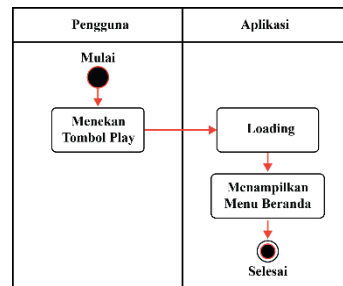 Pengguna
Aplikasi
Mulai
Menekan
Tombol Play
Loading
Menampilkan
Menu Beranda
Selesai